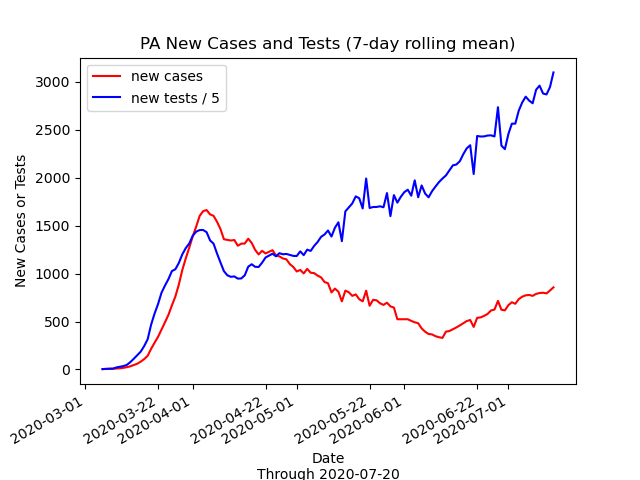 PA New Cases and Tests (7-day rolling mean)
new cases
new tests / 5
New Cases or Tests
3000
2500
2000
1500
1000
500
0
2020-03-01
2020-03-22
2020-04-01
2020-04-22
2020-05-01
2020-05-22
2020-06-01
2020-06-22
2020-07-01
Date
Through 2020-07-20